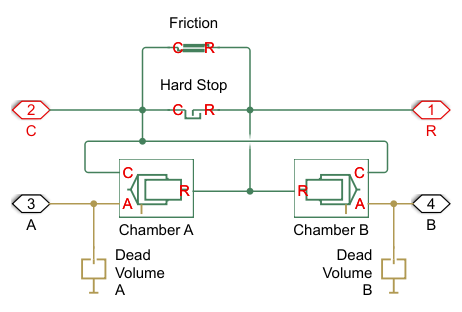 Friction
C R
Hard Stop
2 C R 1
C R
C C
3 A R R A 4
A Chamber A Chamber B B
Dead Dead
Volume Volume
A B